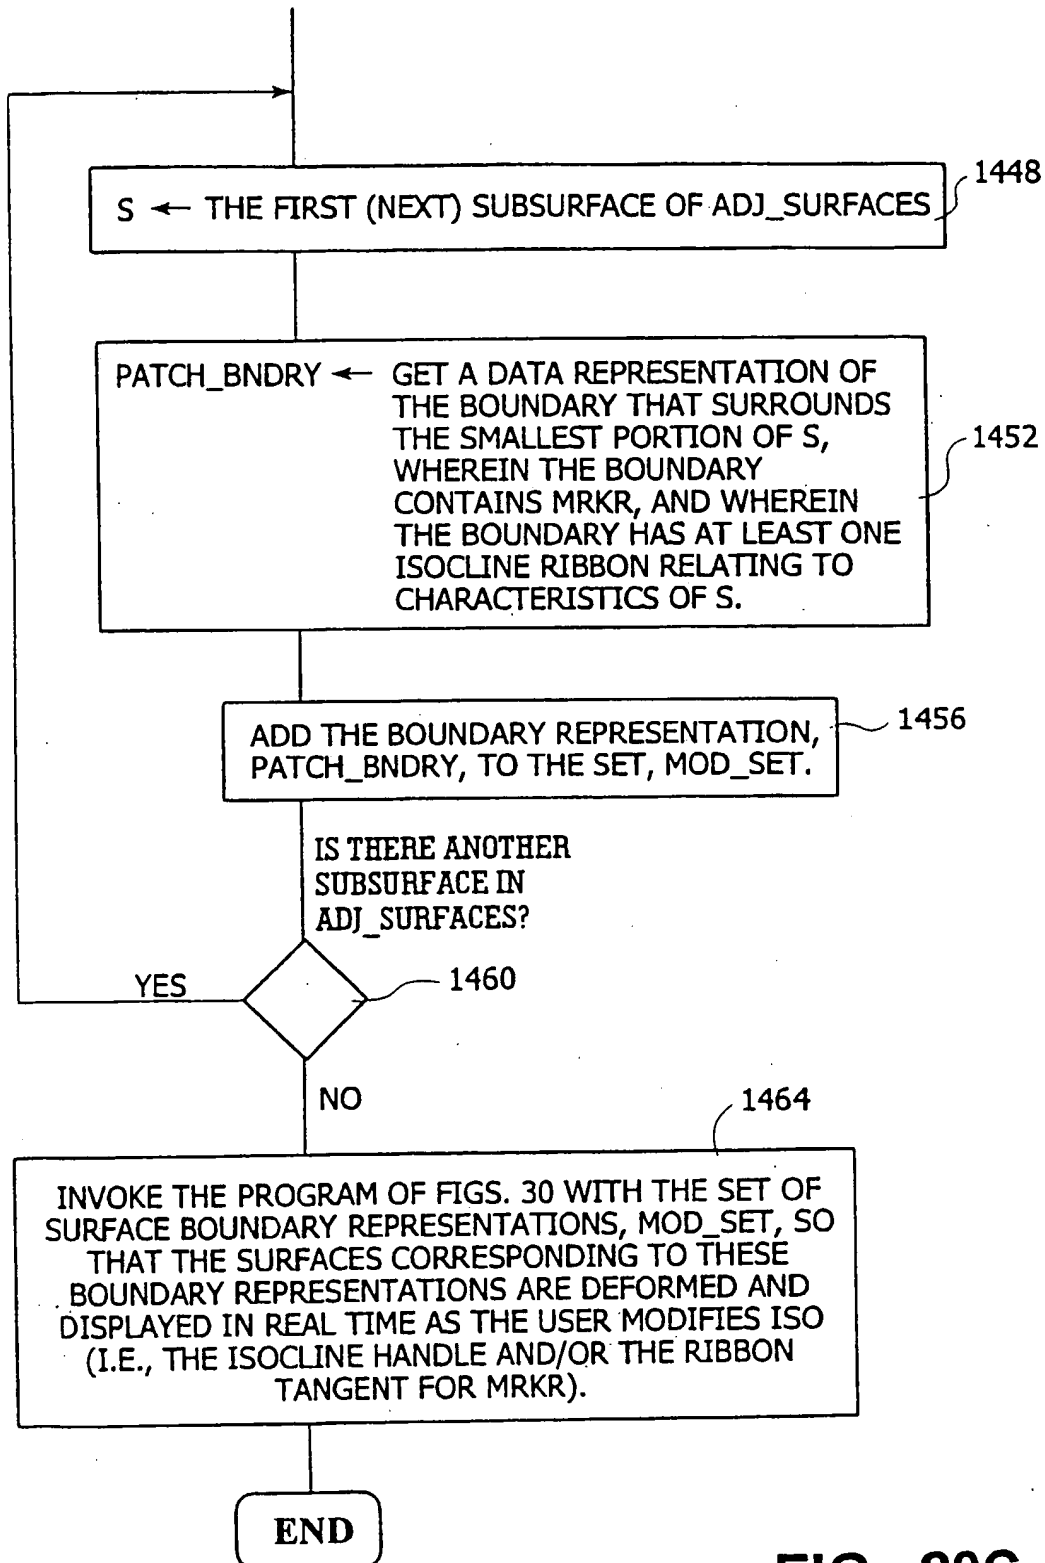 S ← THE FIRST (NEXT) SUBSURFACE OF ADJ_SURFACES
1448
PATCH_BNDRY ← GET A DATA REPRESENTATION OF
THE BOUNDARY THAT SURROUNDS
THE SMALLEST PORTION OF S,
WHEREIN THE BOUNDARY
CONTAINS MRKR, AND WHEREIN
THE BOUNDARY HAS AT LEAST ONE
ISOCLINE RIBBON RELATING TO
CHARACTERISTICS OF S.
1452
ADD THE BOUNDARY REPRESENTATION,
PATCH_BNDRY, TO THE SET, MOD_SET.
1456
IS THERE ANOTHER
SUBSURFACE IN
ADJ_SURFACES?
YES
1460
NO
1464
INVOKE THE PROGRAM OF FIGS. 30 WITH THE SET OF
SURFACE BOUNDARY REPRESENTATIONS, MOD_SET, SO
THAT THE SURFACES CORRESPONDING TO THESE
BOUNDARY REPRESENTATIONS ARE DEFORMED AND
DISPLAYED IN REAL TIME AS THE USER MODIFIES ISO
(I.E., THE ISOCLINE HANDLE AND/OR THE RIBBON
TANGENT FOR MRKR).
END
FIG.